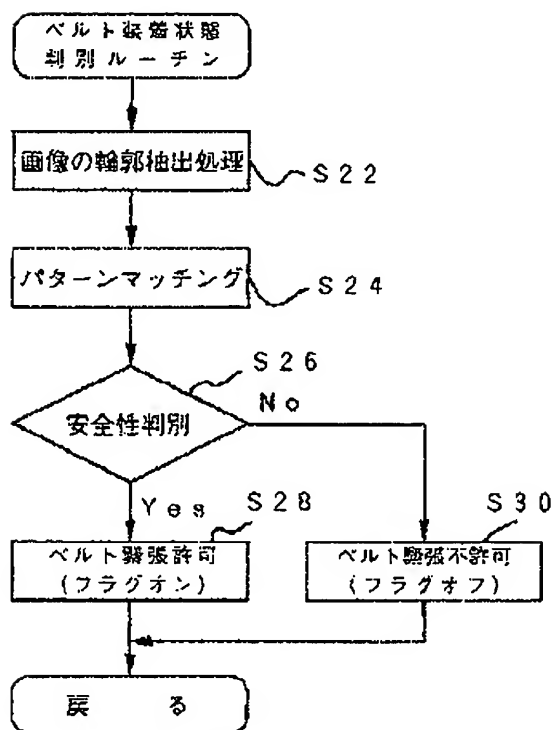 ベルト装着状態
判別ルーチン
画像の輪郭抽出処理
S22
パターンマッチング
S24
S26
安全性判別
No
Yes
S28
ベルト緊張許可
(フラグオン)
S30
ベルト緊張不許可
(フラグオフ)
戻る